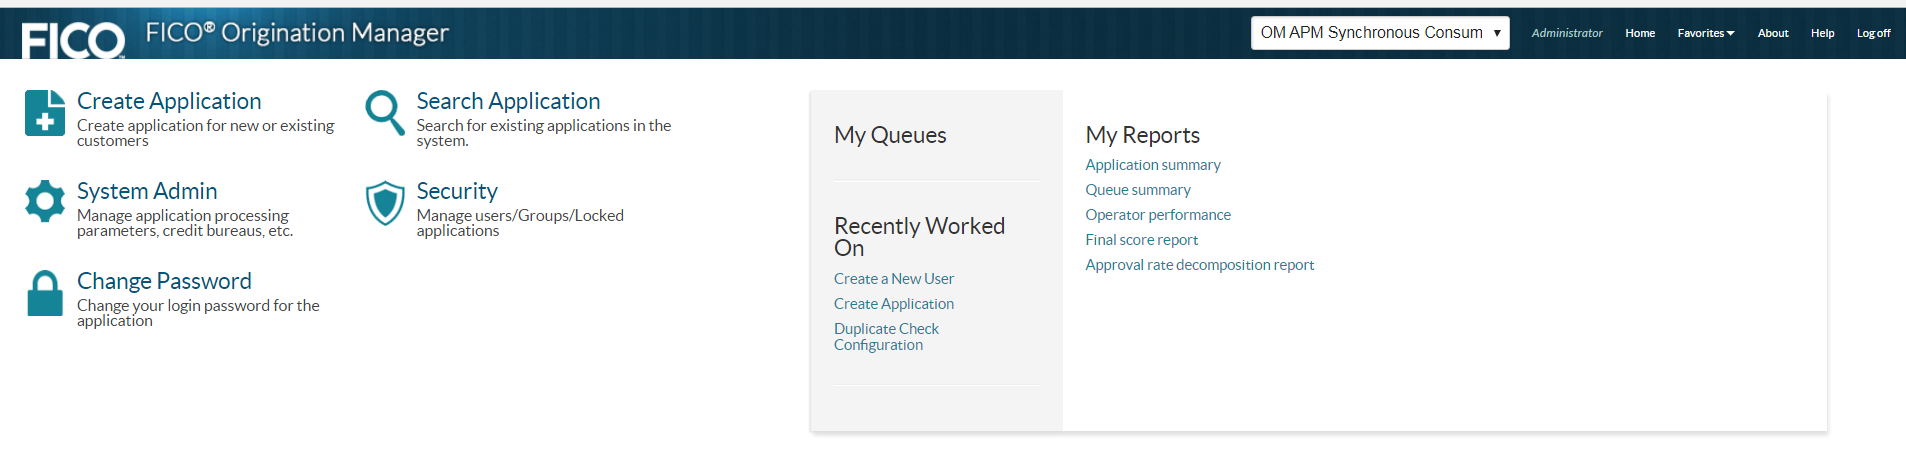 FICO
FICO® Origination Manager
OM APM Synchronous Consum
Administrator
Home
Favorites
About
Help
Log off
Create Application
Create application for new or existing
customers
Search Application
Search for existing applications in the
system.
System Admin
Manage application processing
parameters, credit bureaus, etc.
Security
Manage users/Groups/Locked
applications
Change Password
Change your login password for the
application
My Queues
Recently Worked
On
Create a New User
Create Application
Duplicate Check
Configuration
My Reports
Application summary
Queue summary
Operator performance
Final score report
Approval rate decomposition report